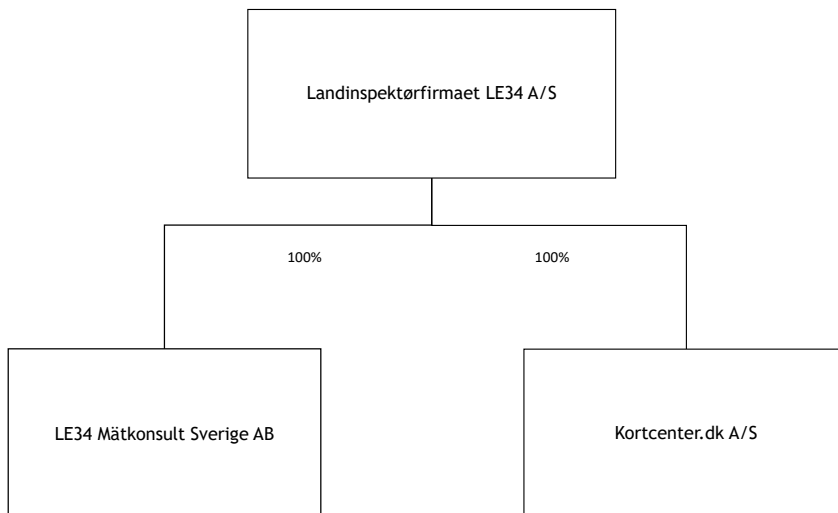 Landinspektørfirmaet LE34 A/S
100%
100%
LE34 Mätkonsult Sverige AB
Kortcenter.dk A/S